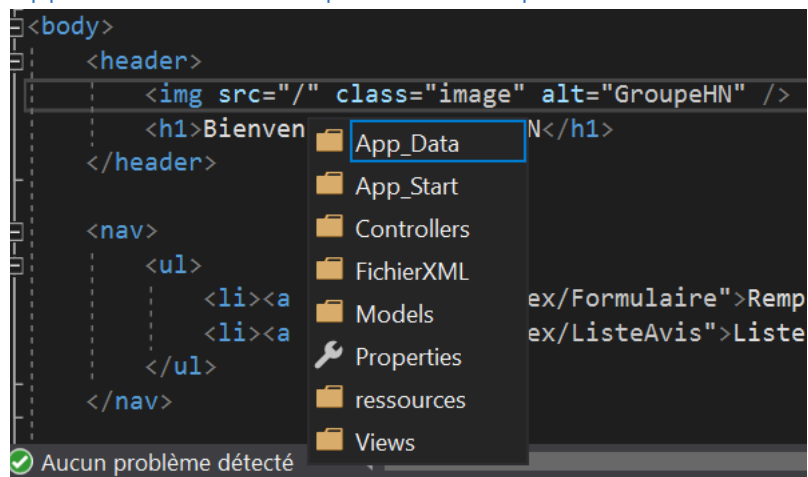 <body>
<header>
<img src="/" class="image" alt="GroupeHN" />
<h1>Bienven N</h1>
</header>
<nav>
<ul>
<li><a ex/Formulaire">Remp
<li><a ex/ListeAvis">Liste
</ul>
</nav>
App_Data
App_Start
Controllers
FichierXML
Models
Properties
ressources
Views
Aucun problème détecté